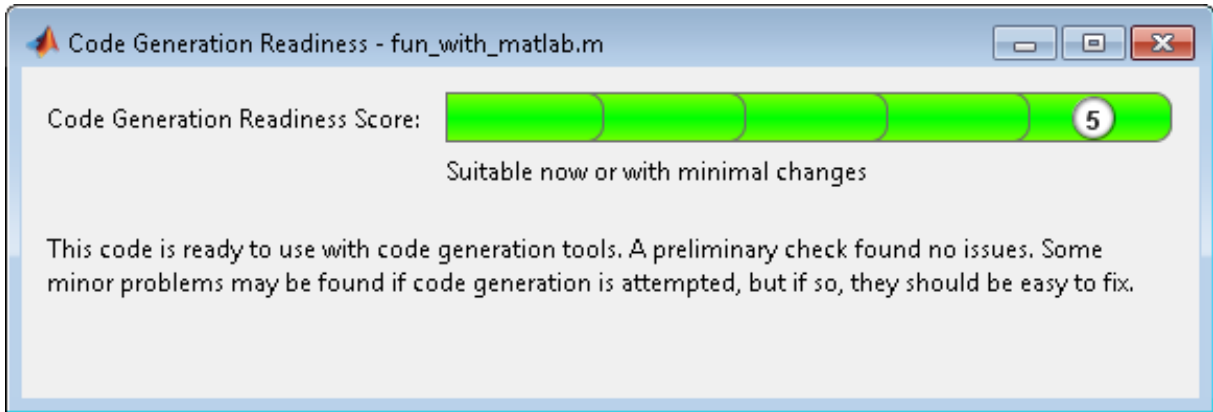 Code Generation Readiness - fun_with_matlab.m
Code Generation Readiness Score:
5
Suitable now or with minimal changes
This code is ready to use with code generation tools. A preliminary check found no issues. Some
minor problems may be found if code generation is attempted, but if so, they should be easy to fix.